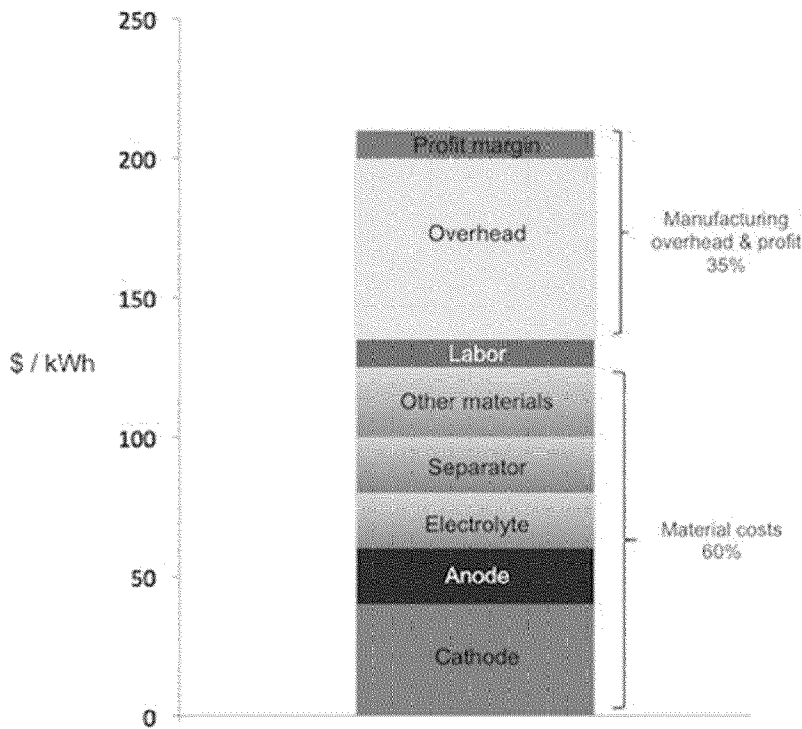 250
200
150
$ / kWh
100
50
0
Profit margin
Overhead
Labor
Other materials
Separator
Electrolyte
Anode
Cathode
Manufacturing
overhead & profit
35%
Material costs
60%